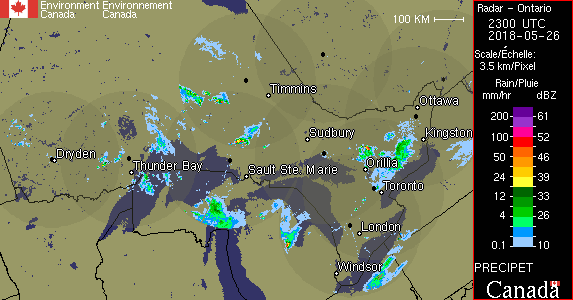 Environment Environnement
Canada Canada
100 KM
Timmins
Ottawa
Sudbury
Kingston
Dryden
Thunder Bay
Sault Ste. Marie
Orillia
Toronto
London
Windsor
Radar - Ontario
2300 UTC
2018-05-26
Scale/Échelle:
3.5 km/Pixel
Rain/Pluie
mm/hr dBZ
200 61
100 56
100 52
50 46
24 39
12 33
4 26
0.1 10
PRECIPET
Canada